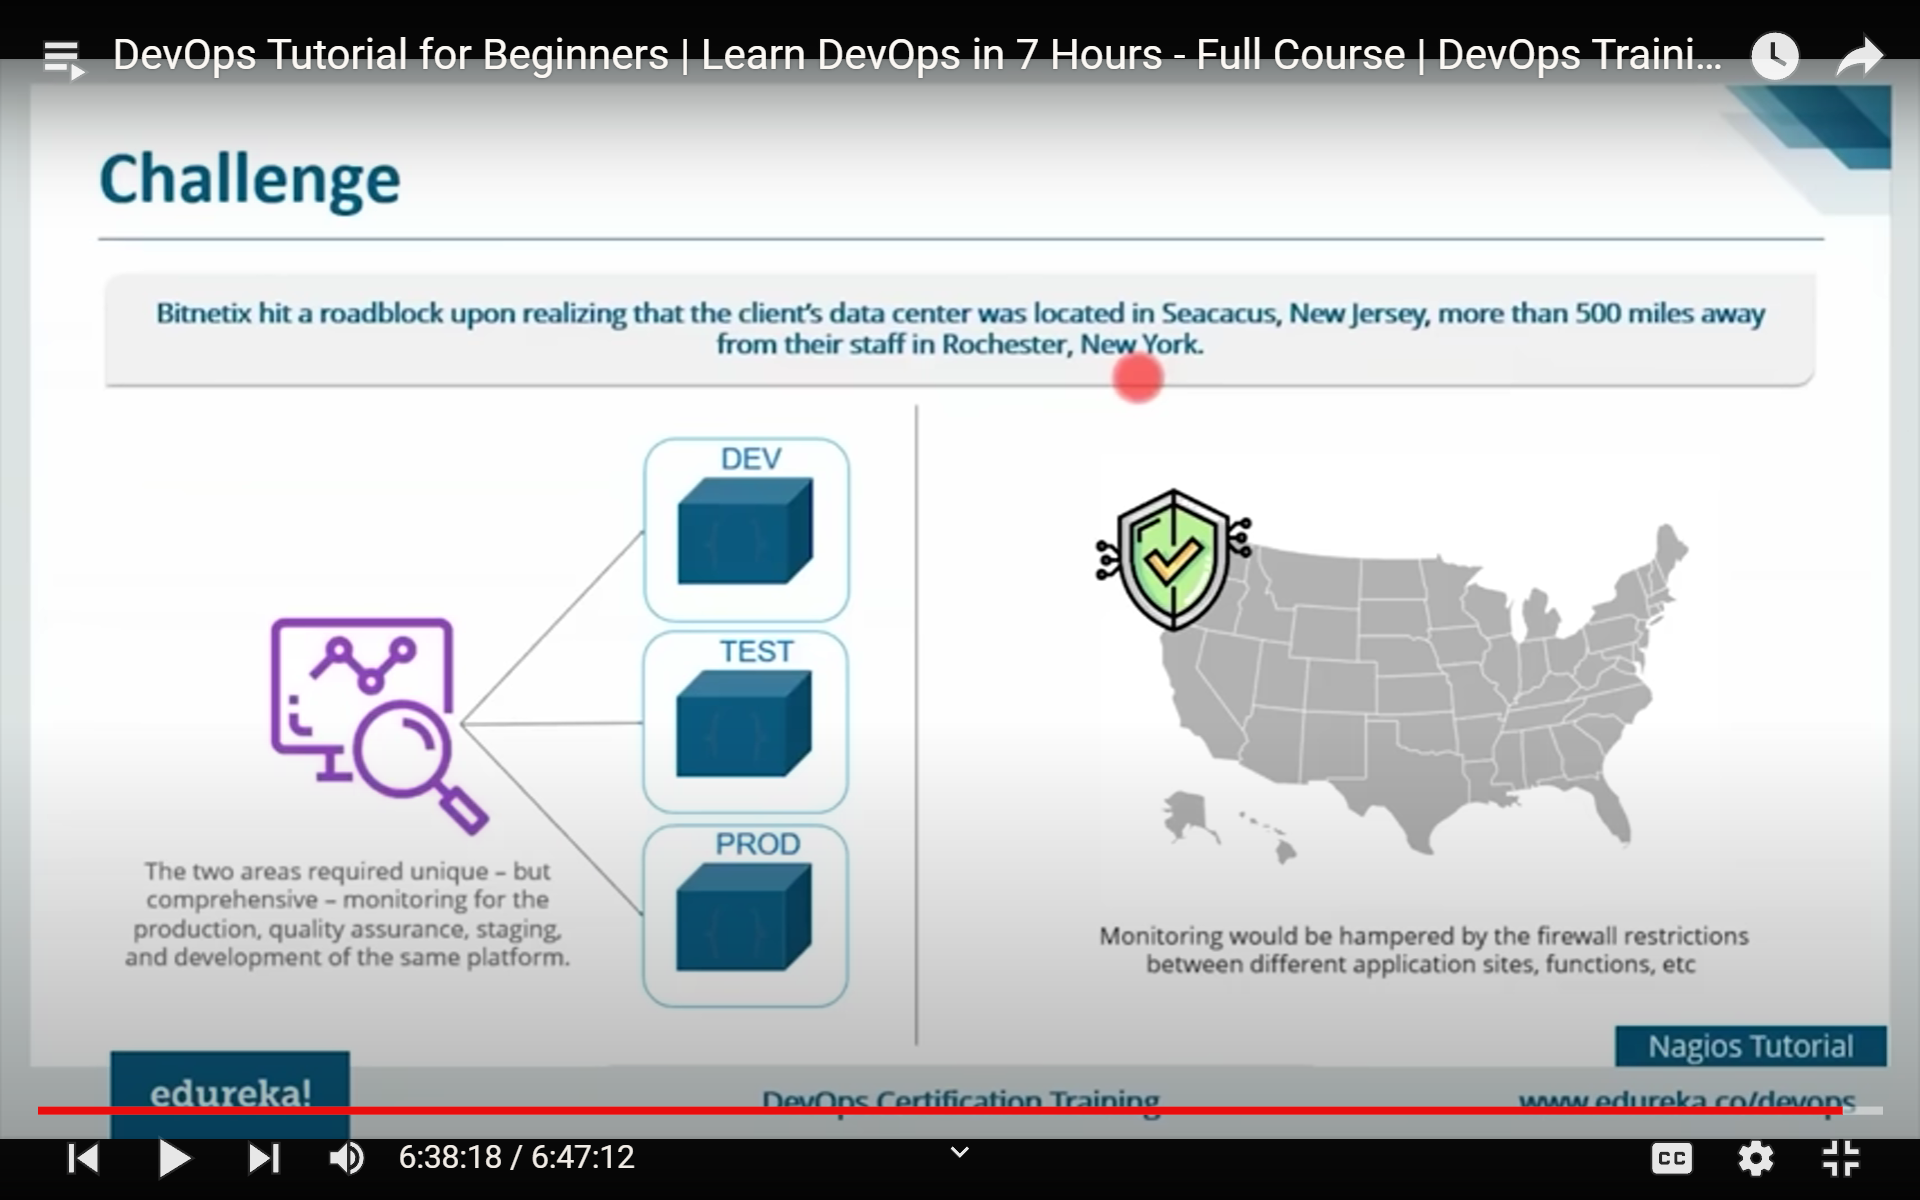 DevOps Tutorial for Beginners | Learn DevOps in 7 Hours - Full Course | DevOps Traini...
Challenge
Bitnetix hit a roadblock upon realizing that the client's data center was located in Seacacus, New Jersey, more than 500 miles away
from their staff in Rochester, New York.
DEV
TEST
PROD
The two areas required unique – but
comprehensive – monitoring for the
production, quality assurance, staging,
and development of the same platform.
Monitoring would be hampered by the firewall restrictions
between different application sites, functions, etc
Nagios Tutorial
edureka!
DevOps Certification Training
www.edureka.co/devops
6:38:18 / 6:47:12
CC